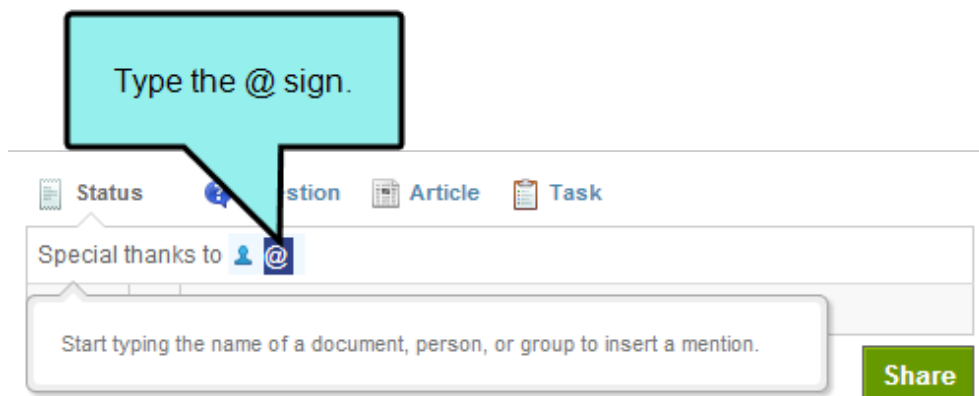 Type the @ sign.
Status stion Article Task
Special thanks to @
Start typing the name of a document, person, or group to insert a mention.
Share